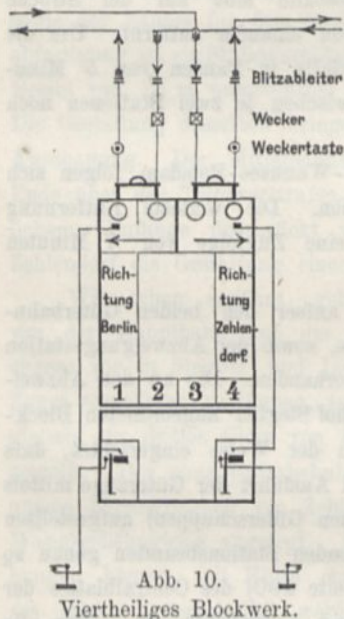 Blitzableiter
Wecker
Weckertaste
Rich-
tung
Berlin.
Rich-
tung
Zehlen-
dorf.
1 2 3 4
Abb. 10.
Viertheiliges Blockwerk.